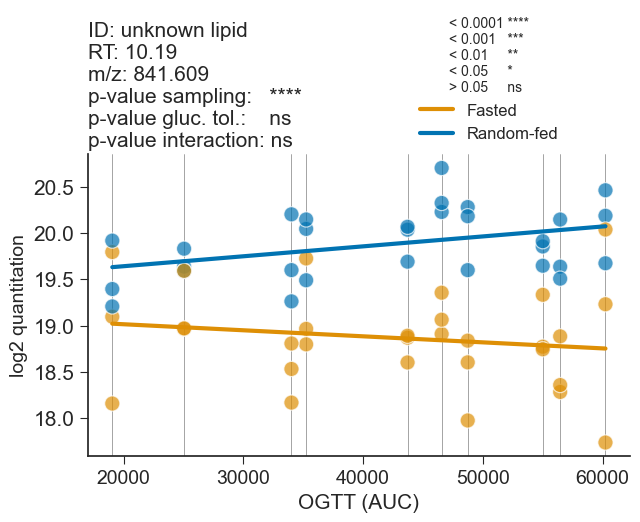 ID: unknown lipid
RT: 10.19
m/z: 841.609
p-value sampling: ****
p-value gluc. tol.: ns
p-value interaction: ns
< 0.0001 ****
< 0.001 ***
< 0.01 **
< 0.05 *
> 0.05 ns
Fasted
Random-fed
log2 quantitation
20.5
20.0
19.5
19.0
18.5
18.0
20000 30000 40000 50000 60000
OGTT (AUC)